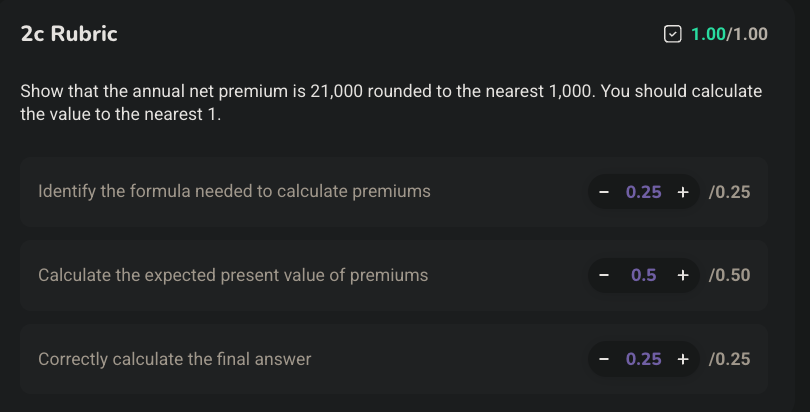 2c Rubric 1.00/1.00
Show that the annual net premium is 21,000 rounded to the nearest 1,000. You should calculate
the value to the nearest 1.
Identify the formula needed to calculate premiums − 0.25 + /0.25
Calculate the expected present value of premiums − 0.5 + /0.50
Correctly calculate the final answer − 0.25 + /0.25